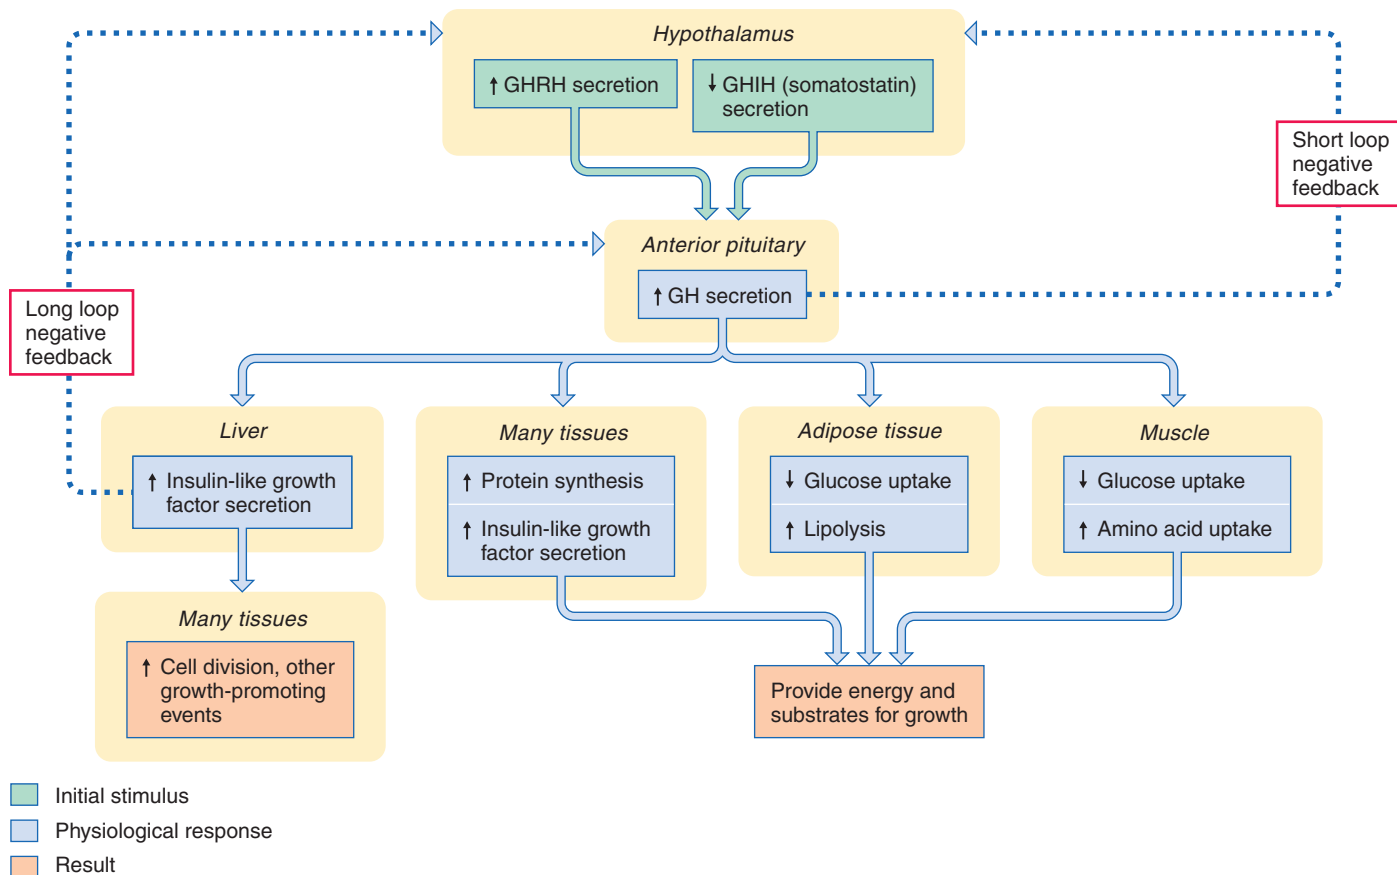 Hypothalamus
↑ GHRH secretion
↓ GHIH (somatostatin)
secretion
Short loop
negative
feedback
Anterior pituitary
↑ GH secretion
Long loop
negative
feedback
Liver
↑ Insulin-like growth
factor secretion
Many tissues
↑ Protein synthesis
↑ Insulin-like growth
factor secretion
Adipose tissue
↓ Glucose uptake
↑ Lipolysis
Muscle
↓ Glucose uptake
↑ Amino acid uptake
Many tissues
↑ Cell division, other
growth-promoting
events
Provide energy and
substrates for growth
Initial stimulus
Physiological response
Result